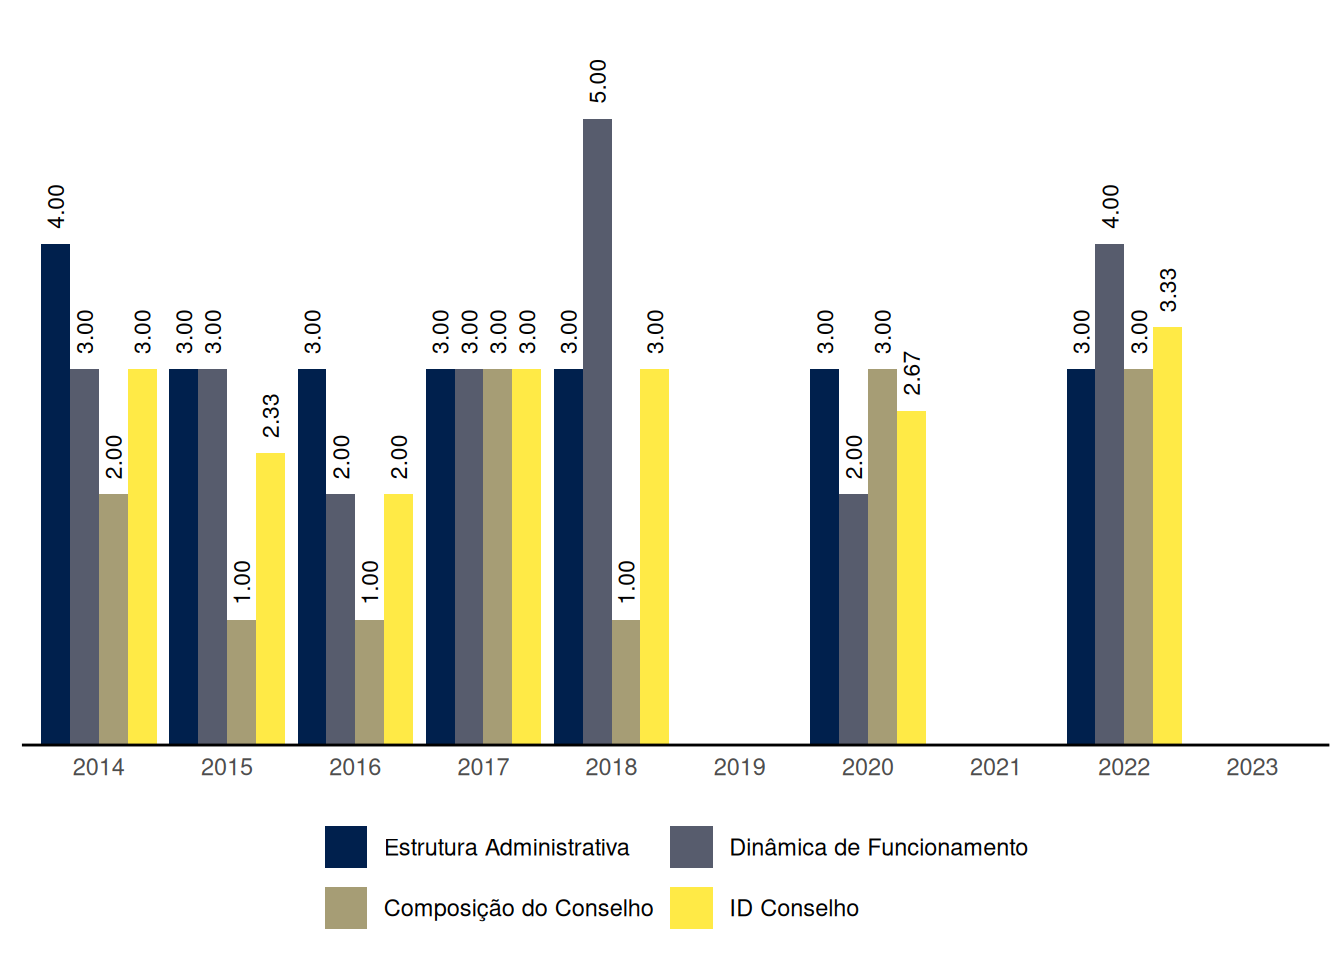 5.00
4.00
4.00
3.33
3.00 3.00 3.00 3.00 3.00 3.00 3.00 3.00 3.00 3.00 3.00 3.00 3.00 3.00 3.00 3.00
2.67
2.33
2.00 2.00 2.00 2.00
1.00 1.00 1.00
2014 2015 2016 2017 2018 2019 2020 2021 2022 2023
Estrutura Administrativa Dinâmica de Funcionamento
Composição do Conselho ID Conselho